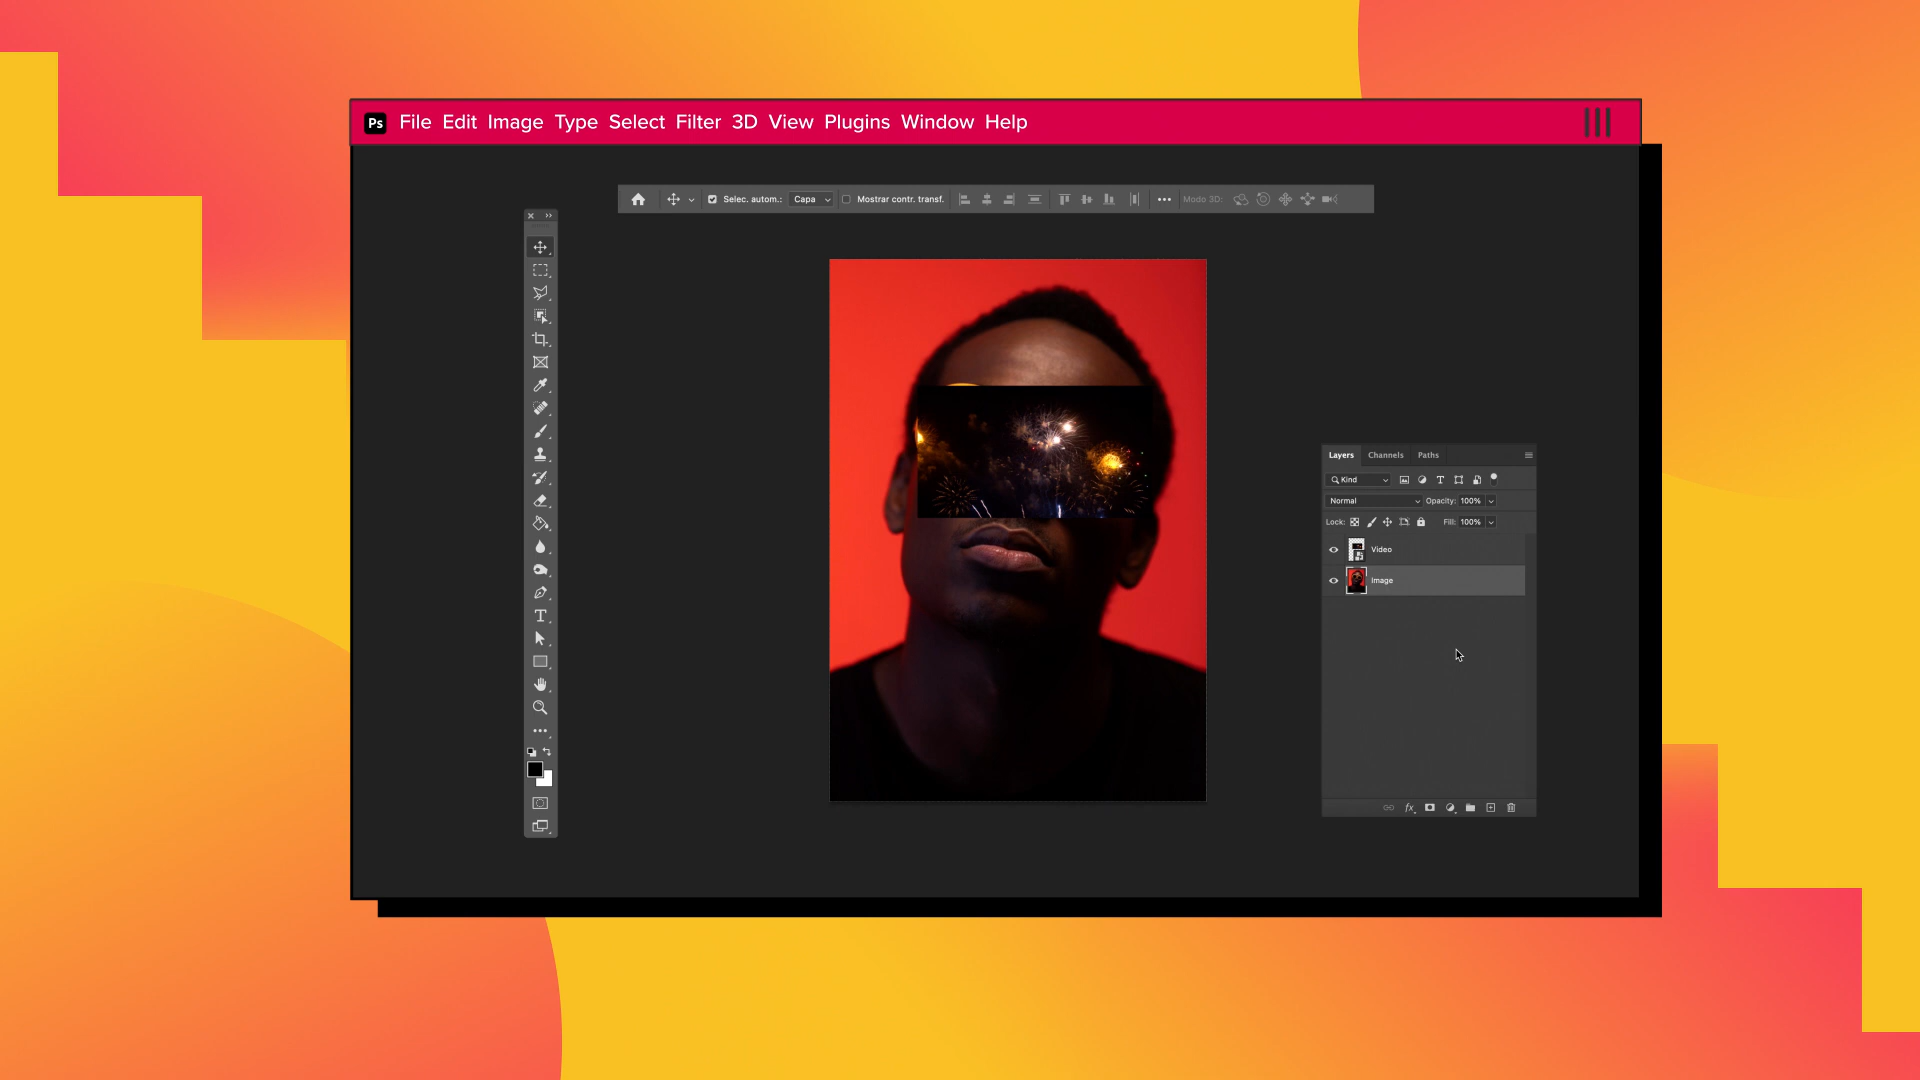 Ps File Edit Image Type Select Filter 3D View Plugins Window Help
Selec. autom.: Capa Mostrar contr. transf. Modo 3D:
Layers Channels Paths
Kind
Normal Opacity: 100%
Lock: Fill: 100%
Video
Image